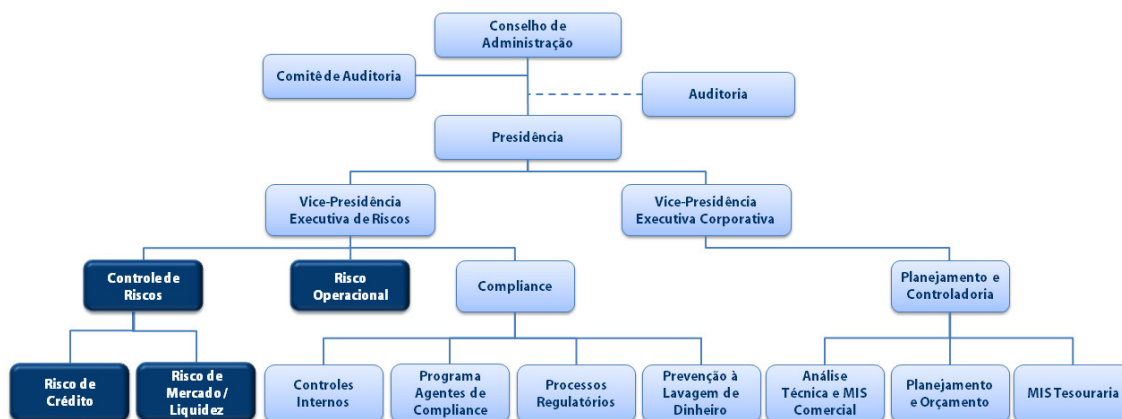 Conselho de
Administração
Comitê de Auditoria
Auditoria
Presidência
Vice-Presidência
Executiva de Riscos
Vice-Presidência
Executiva Corporativa
Controle de
Riscos
Risco
Operacional
Compliance
Planejamento e
Controladoria
Risco de
Crédito
Risco de
Mercado/
Liquidez
Controles
Internos
Programa
Agentes de
Compliance
Processos
Regulatórios
Prevenção à
Lavagem de
Dinheiro
Análise
Técnica e MIS
Comercial
Planejamento
e Orçamento
MIS Tesouraria